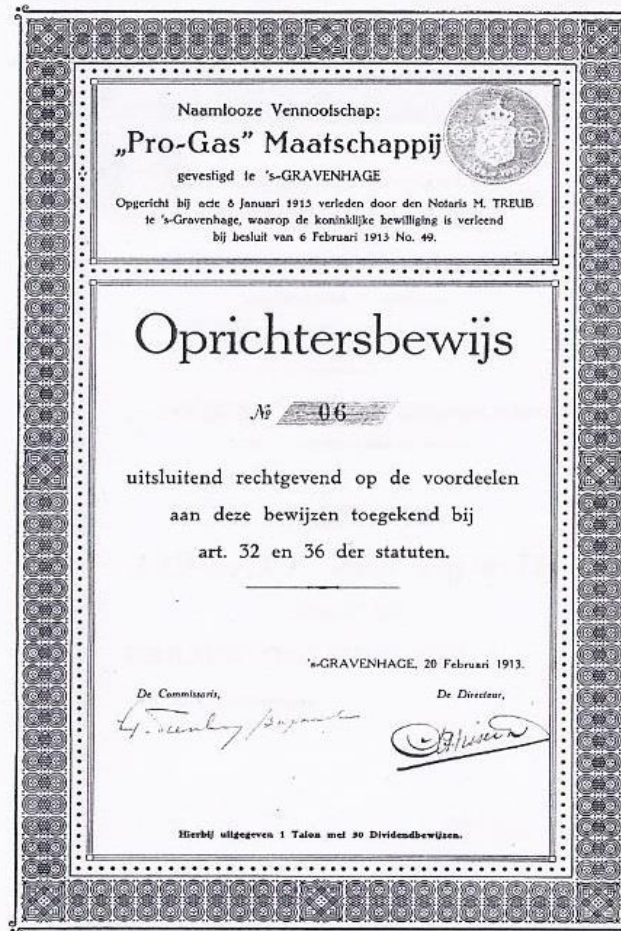 Naamlooze Vennootschap:
„Pro-Gas” Maatschappij
gevestigd te 's-GRAVENHAGE
Opgericht bij acte 8 Januari 1913 verleden door den Notaris M. TREUB
te 's-Gravenhage, waarop de koninklijke bewilliging is verleend
bij besluit van 6 Februari 1913 No. 49.
Oprichtersbewijs
№ 06
uitsluitend rechtgevend op de voordeelen
aan deze bewijzen toegekend bij
art. 32 en 36 der statuten.
's-GRAVENHAGE, 20 Februari 1913.
De Commissaris,
De Directeur,
Hierbij uitgegeven 1 Talon met 30 Dividendbewijzen.